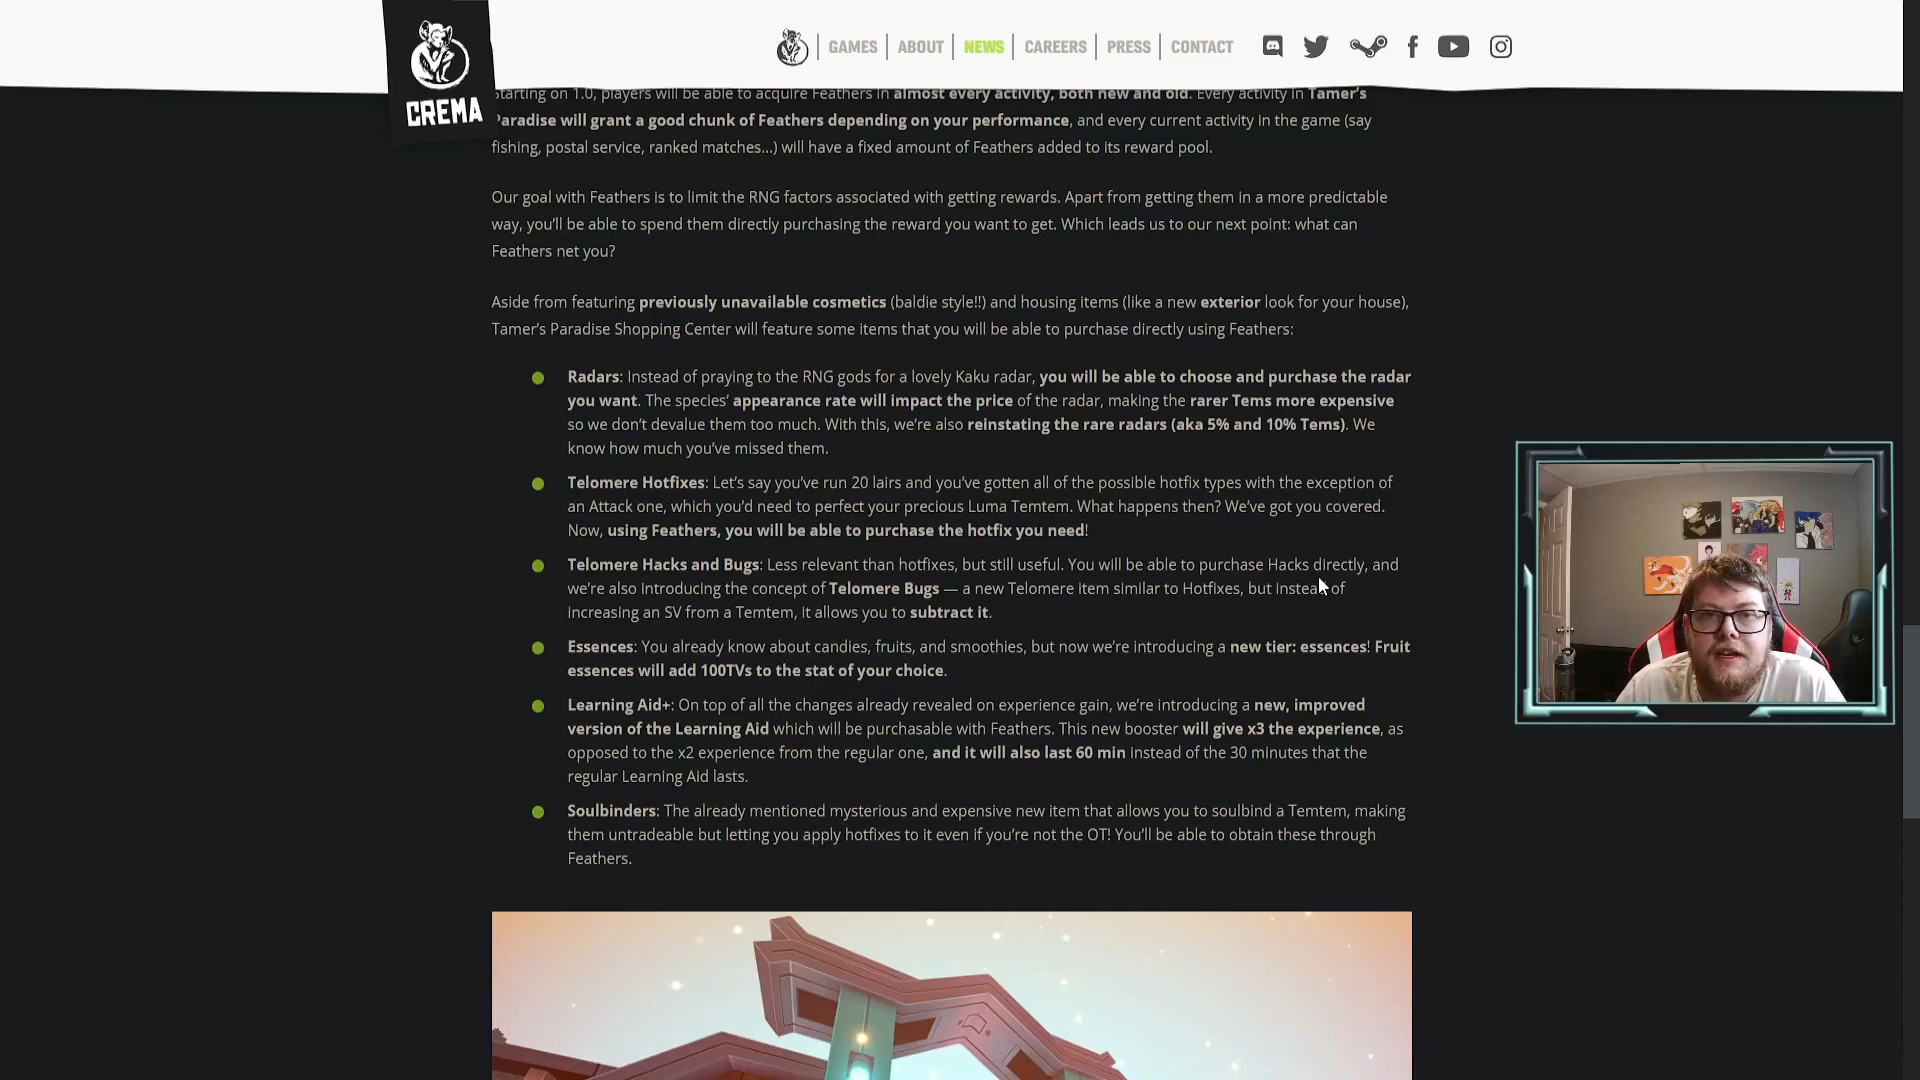 CREMA
GAMES ABOUT NEWS CAREERS PRESS CONTACT
Starting on 1.0, players will be able to acquire Feathers in almost every activity, both new and old. Every activity in Tamer's
Paradise will grant a good chunk of Feathers depending on your performance, and every current activity in the game (say
fishing, postal service, ranked matches...) will have a fixed amount of Feathers added to its reward pool.
Our goal with Feathers is to limit the RNG factors associated with getting rewards. Apart from getting them in a more predictable
way, you'll be able to spend them directly purchasing the reward you want to get. Which leads us to our next point: what can
Feathers net you?
Aside from featuring previously unavailable cosmetics (baldie style!!) and housing items (like a new exterior look for your house),
Tamer's Paradise Shopping Center will feature some items that you will be able to purchase directly using Feathers:
Radars: Instead of praying to the RNG gods for a lovely Kaku radar, you will be able to choose and purchase the radar
you want. The species' appearance rate will impact the price of the radar, making the rarer Tems more expensive
so we don't devalue them too much. With this, we're also reinstating the rare radars (aka 5% and 10% Tems). We
know how much you've missed them.
Telomere Hotfixes: Let's say you've run 20 lairs and you've gotten all of the possible hotfix types with the exception of
an Attack one, which you'd need to perfect your precious Luma Temtem. What happens then? We've got you covered.
Now, using Feathers, you will be able to purchase the hotfix you need!
Telomere Hacks and Bugs: Less relevant than hotfixes, but still useful. You will be able to purchase Hacks directly, and
we're also introducing the concept of Telomere Bugs — a new Telomere item similar to Hotfixes, but instead of
increasing an SV from a Temtem, it allows you to subtract it.
Essences: You already know about candies, fruits, and smoothies, but now we're introducing a new tier: essences! Fruit
essences will add 100TVs to the stat of your choice.
Learning Aid+: On top of all the changes already revealed on experience gain, we're introducing a new, improved
version of the Learning Aid which will be purchasable with Feathers. This new booster will give x3 the experience, as
opposed to the x2 experience from the regular one, and it will also last 60 min instead of the 30 minutes that the
regular Learning Aid lasts.
Soulbinders: The already mentioned mysterious and expensive new item that allows you to soulbind a Temtem, making
them untradeable but letting you apply hotfixes to it even if you're not the OT! You'll be able to obtain these through
Feathers.